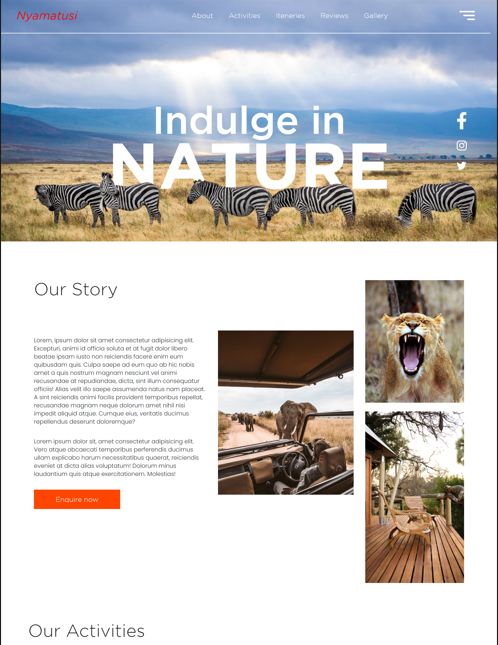 Nyamatusi
About Activities Iteneries Reviews Gallery
Indulge in
NATURE
Our Story
Lorem, ipsum dolor sit amet consectetur adipisicing elit.
Excepturi, animi id officia soluta et at fugit dolor libero
beatae ipsam iusto non reiciendis facere enim eum
quibusdam quis. Culpa saepe ad eum quo ab hic nobis
amet a quis nostrum magnam nesciunt vel animi
recusandae at repudiandae, dicta, sint illum consequatur
officiis! Alias velit illo saepe assumenda natus nam placeat.
A sint reiciendis animi facilis provident temporibus repellat,
recusandae magnam neque dolorum amet nihil nisi
impedit aliquid atque. Cumque eius, veritatis ducimus
repellendus deserunt doloremque?
Lorem ipsum dolor sit, amet consectetur adipisicing elit.
Vero atque obcaecati temporibus perferendis ducimus
ullam explicabo harum necessitatibus quaerat, reiciendis
eveniet at dicta alias voluptatum! Dolorum minus
laudantium quis atque exercitationem. Molestias!
Enquire now
Our Activities